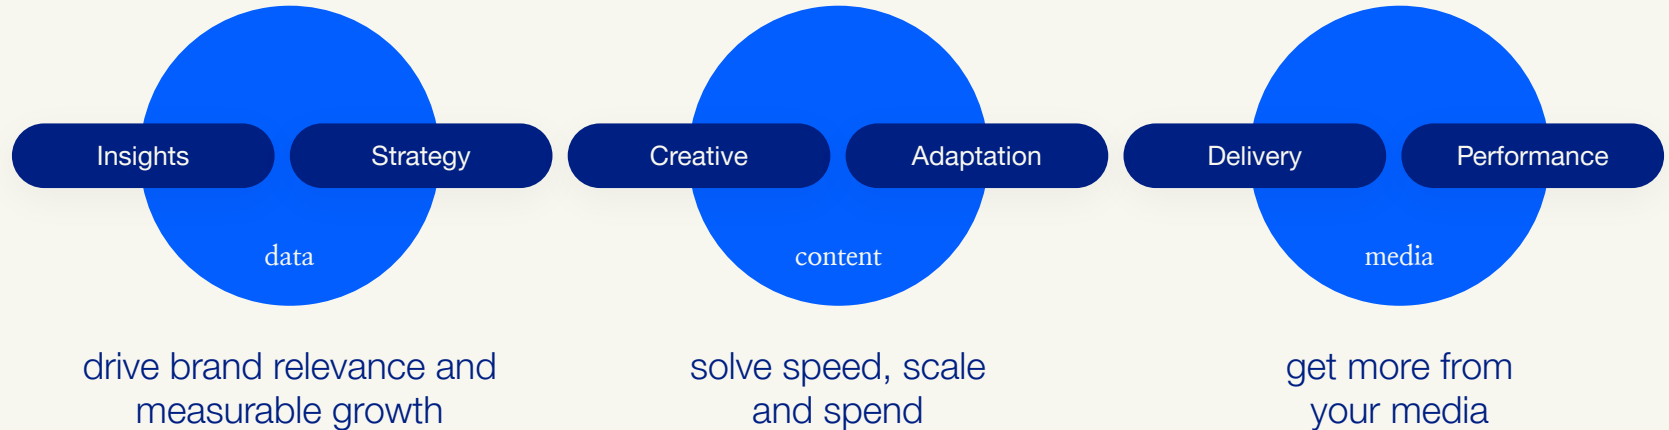 Insights
Strategy
data
drive brand relevance and
measurable growth
Creative
Adaptation
content
solve speed, scale
and spend
Delivery
Performance
media
get more from
your media